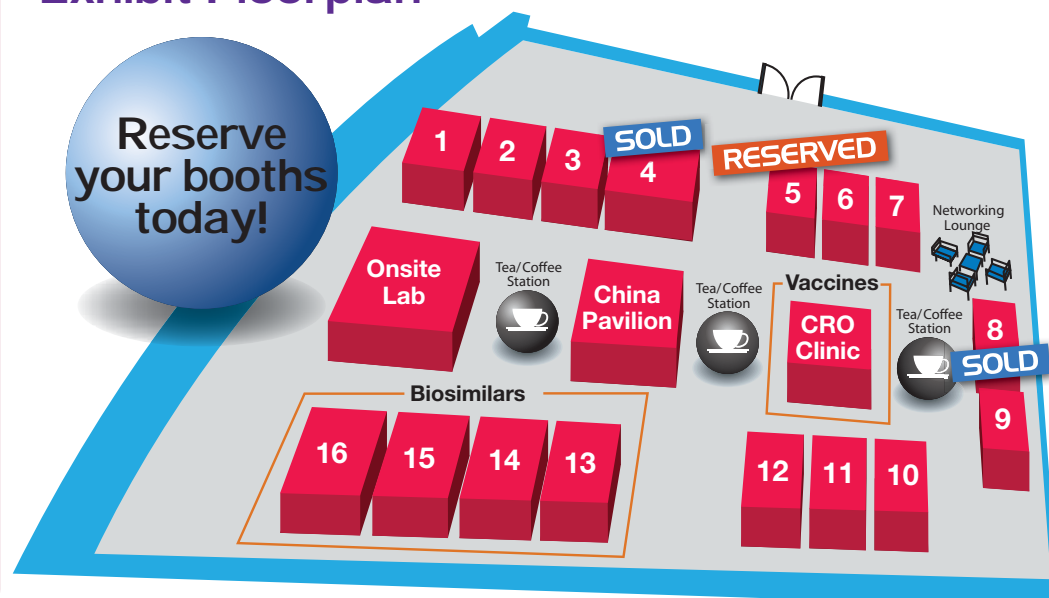 Exhibit Floorplan
Reserve
your booths
today!
1
2
3
SOLD
4
RESERVED
5
6
7
Networking
Lounge
Onsite
Lab
Tea/Coffee
Station
China
Pavilion
Tea/Coffee
Station
Vaccines
CRO
Clinic
Tea/Coffee
Station
8
SOLD
9
Biosimilars
16
15
14
13
12
11
10